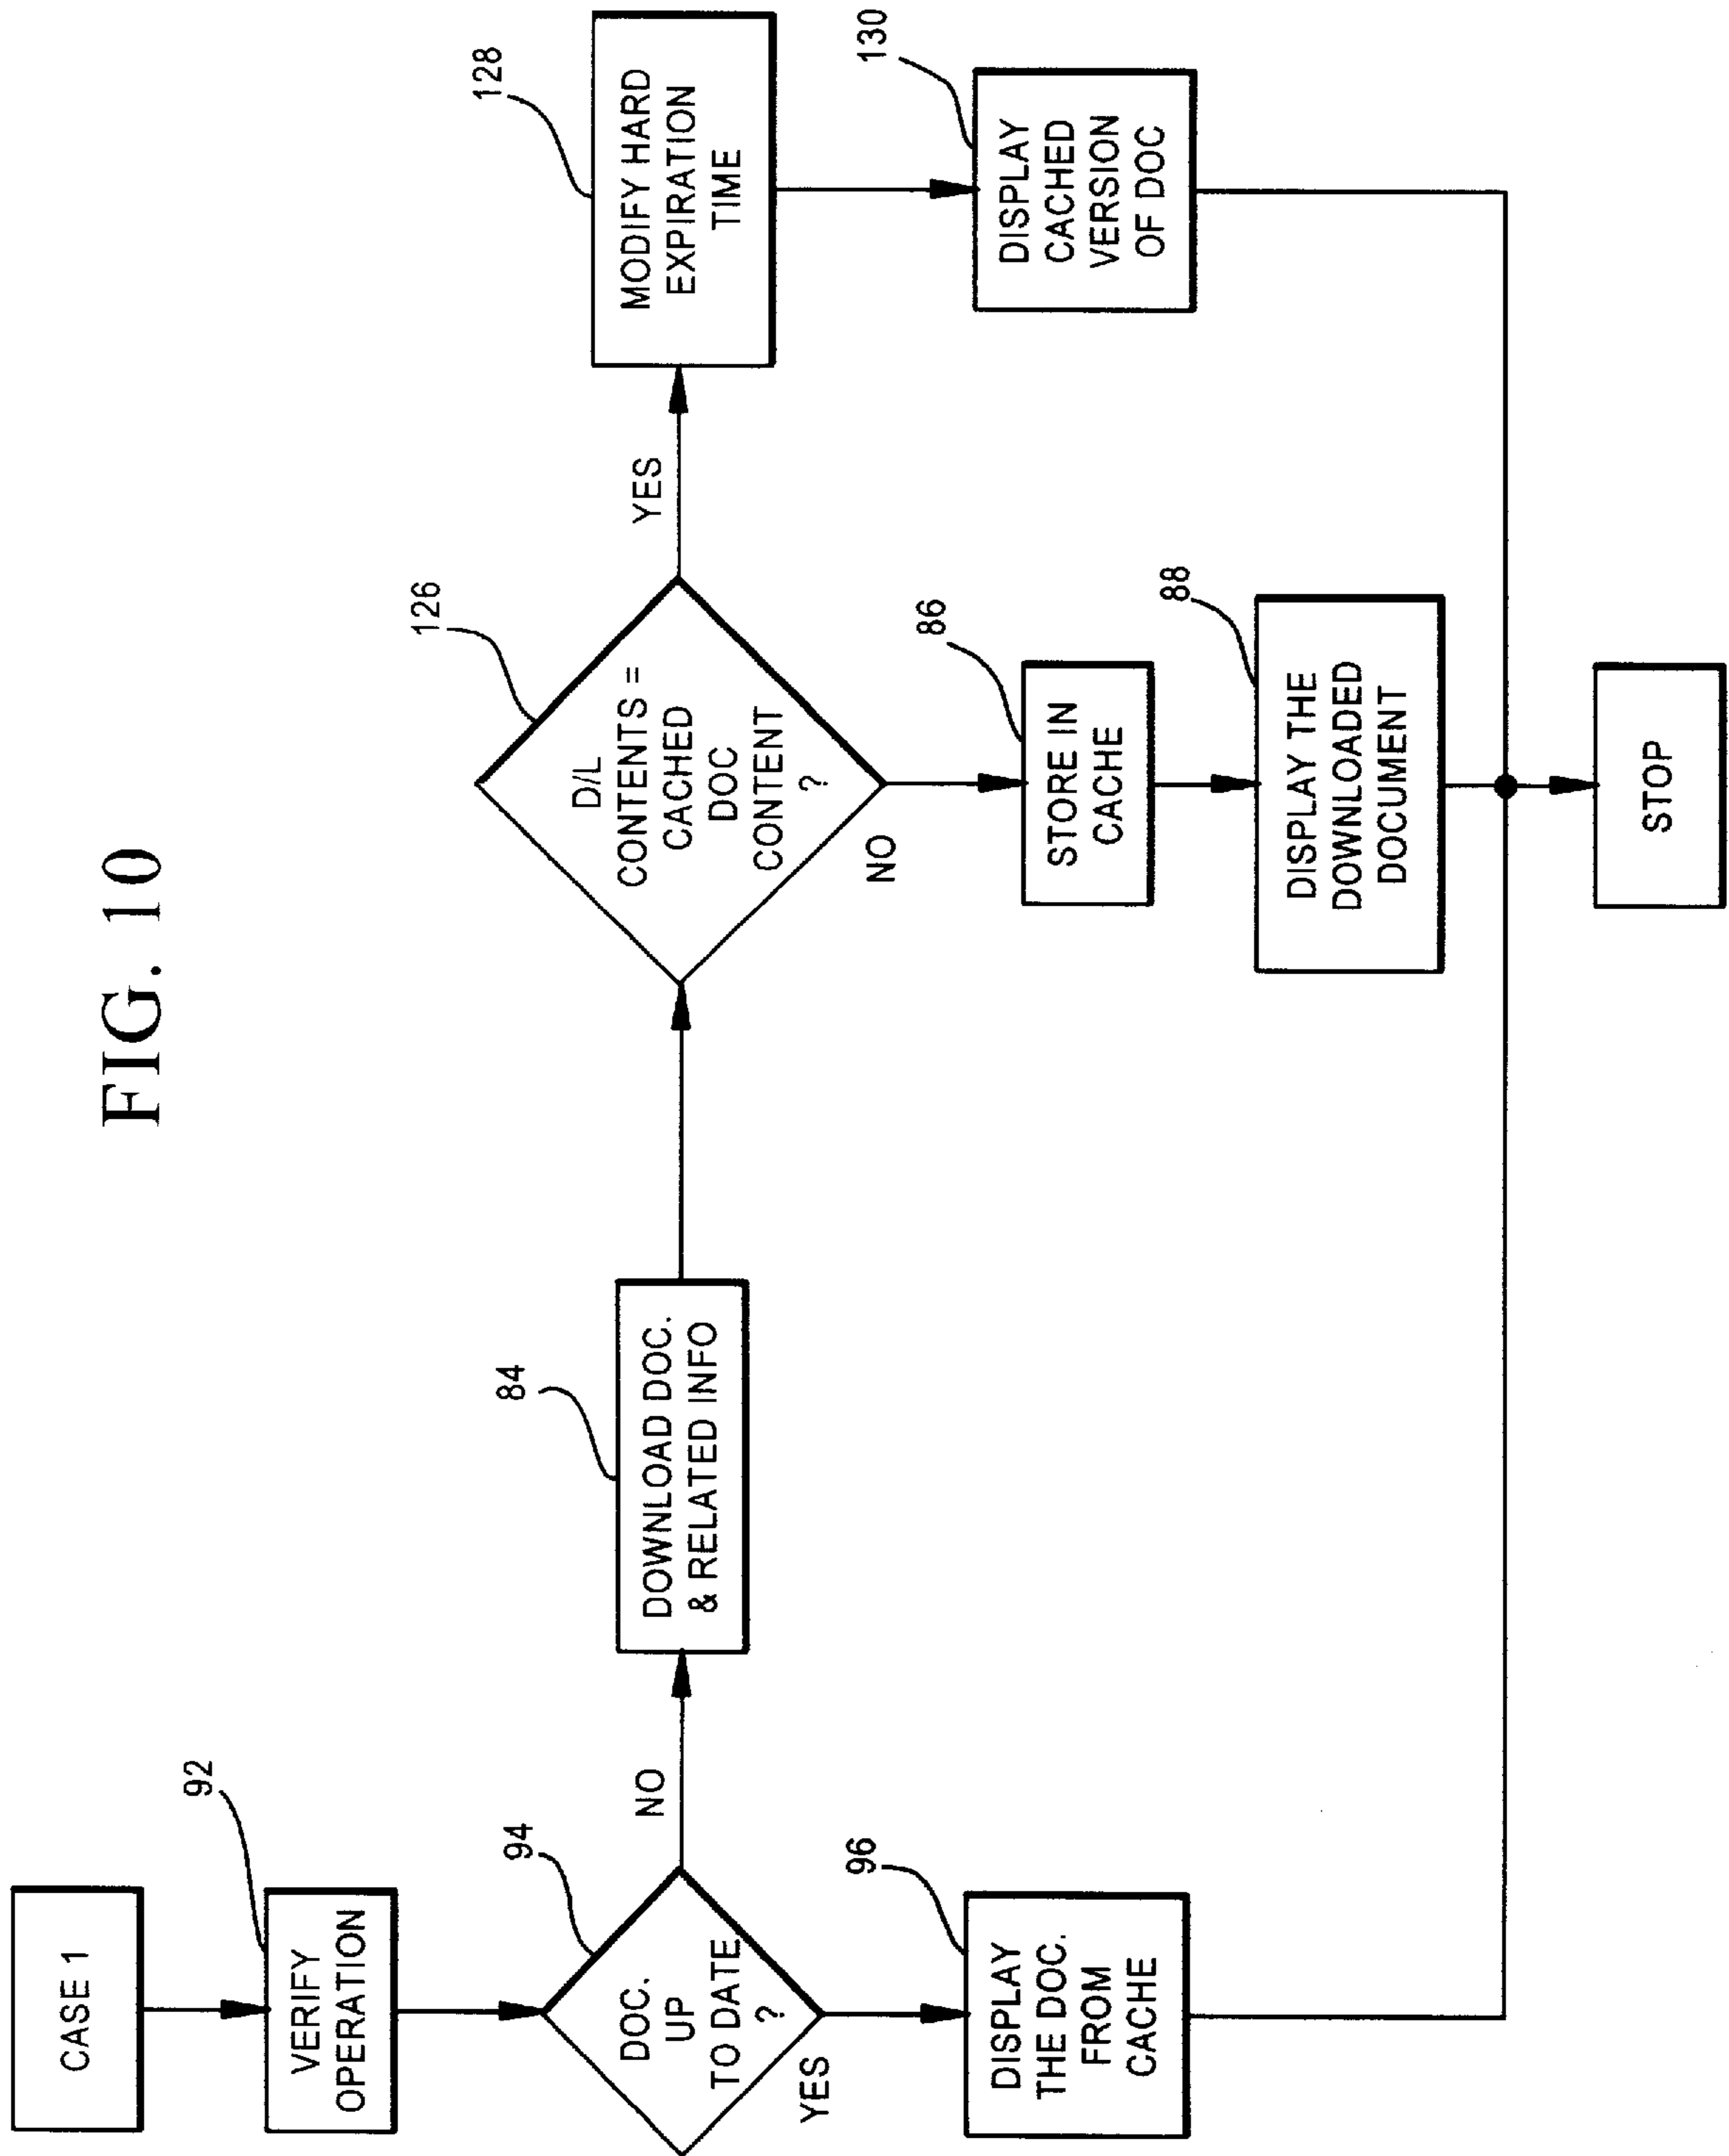 FIG. 10
CASE 1
92
VERIFY
OPERATION
94
DOC.
UP
TO DATE
?
NO
YES
96
DISPLAY
THE DOC.
FROM
CACHE
84
DOWNLOAD DOC.
& RELATED INFO
126
D/L
CONTENTS =
CACHED
DOC
CONTENT
?
YES
NO
128
MODIFY HARD
EXPIRATION
TIME
130
DISPLAY
CACHED
VERSION
OF DOC
86
STORE IN
CACHE
88
DISPLAY THE
DOWNLOADED
DOCUMENT
STOP